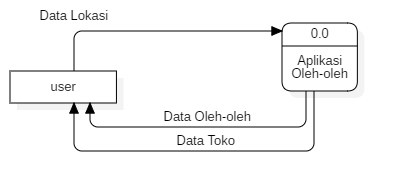 Data Lokasi
0.0
Aplikasi
Oleh-oleh
user
Data Oleh-oleh
Data Toko